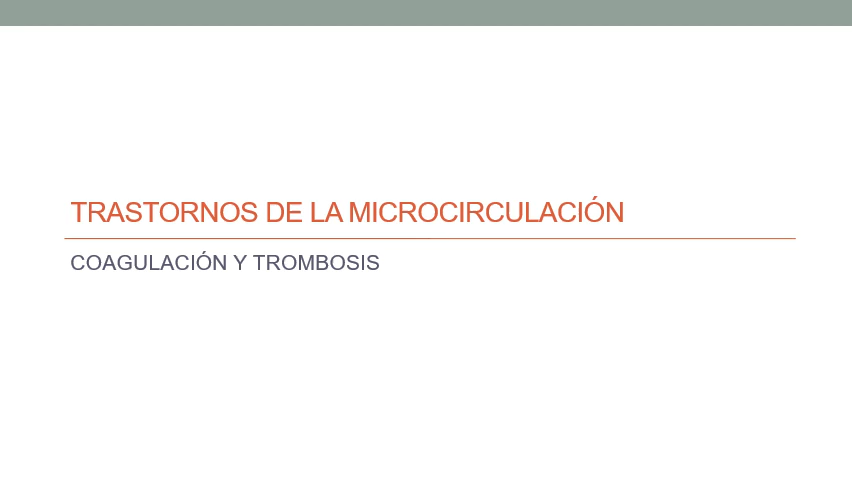 TRASTORNOS DE LA MICROCIRCULACIÓN
COAGULACIÓN Y TROMBOSIS